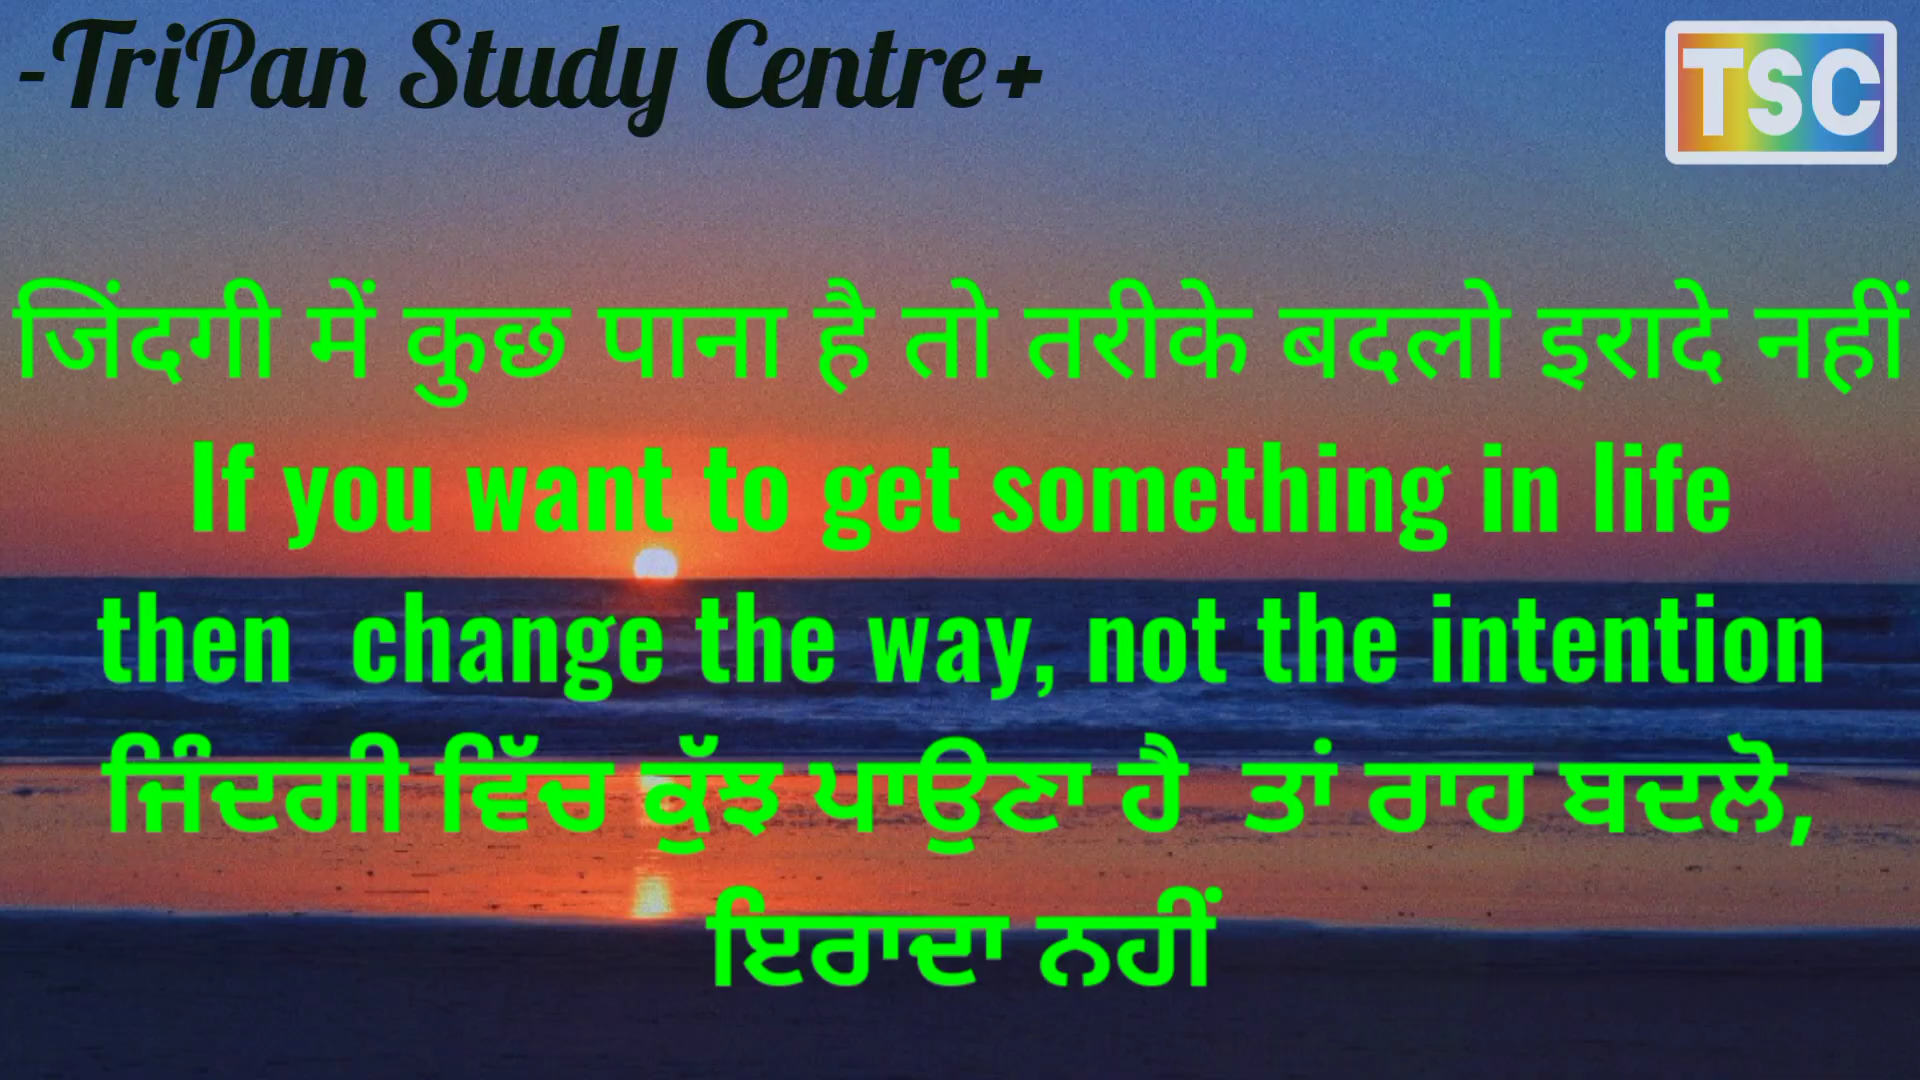 -TriPan Study Centre+
TSC
जिंदगी में कुछ पाना है तो तरीके बदलो इरादे नहीं
If you want to get something in life
then change the way, not the intention
ਜਿੰਦਗੀ ਵਿੱਚ ਕੁੱਝ ਪਾਉਣਾ ਹੈ ਤਾਂ ਰਾਹ ਬਦਲੋ,
ਇਰਾਦਾ ਨਹੀਂ